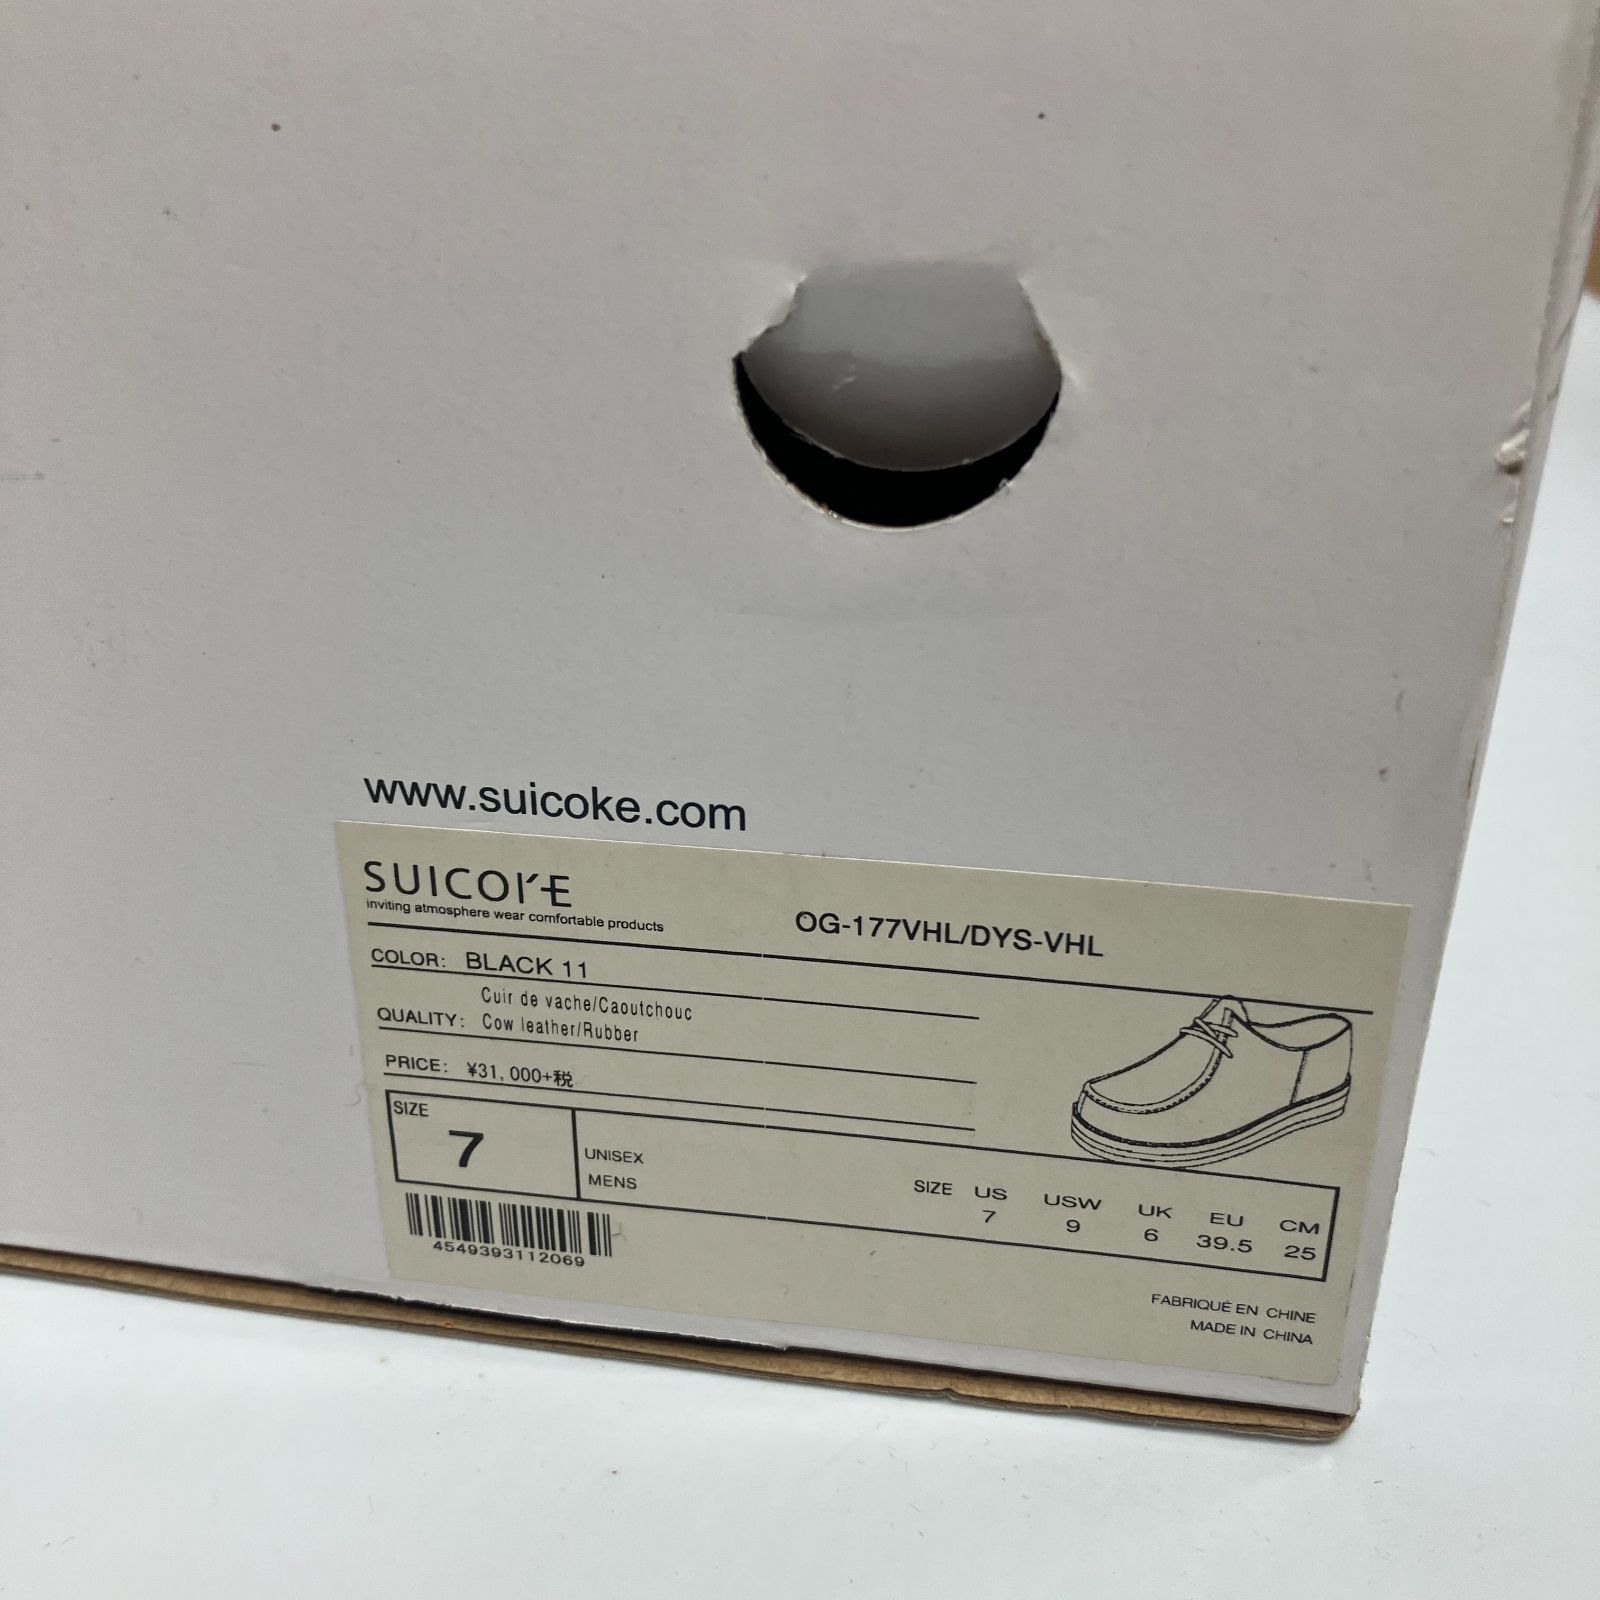 www.suicoke.com
SUICOKE
inviting atmosphere wear comfortable products
OG-177VHL/DYS-VHL
COLOR: BLACK 11
Cuir de vache/Caoutchouc
QUALITY: Cow leather/Rubber
PRICE: ¥31,000+税
SIZE
7
UNISEX
MENS
SIZE US USW UK EU CM
7 9 6 39.5 25
4549393112069
FABRIQUÉ EN CHINE
MADE IN CHINA